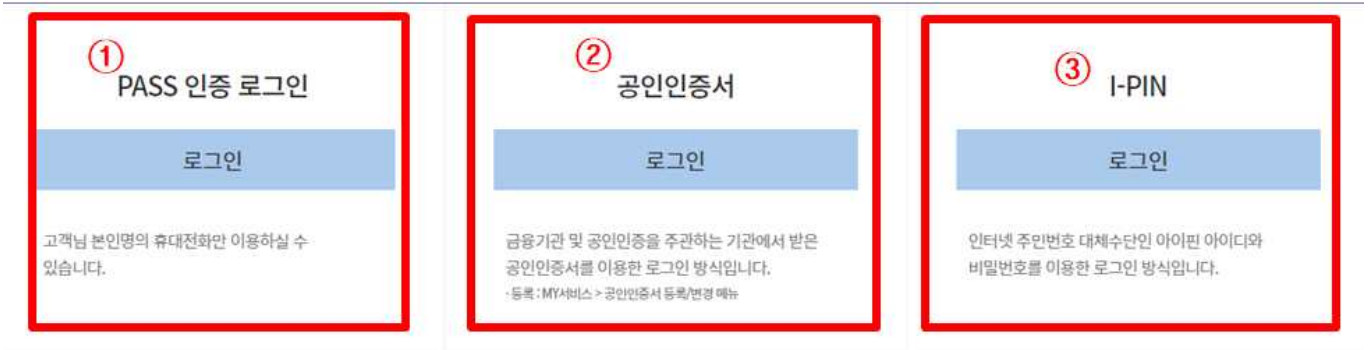 ①
PASS 인증 로그인
로그인
고객님 본인명의 휴대전화만 이용하실 수
있습니다.
②
공인인증서
로그인
금융기관 및 공인인증을 주관하는 기관에서 받은
공인인증서를 이용한 로그인 방식입니다.
· 등록 : MY서비스 > 공인인증서 등록/변경 메뉴
③
I-PIN
로그인
인터넷 주민번호 대체수단인 아이핀 아이디와
비밀번호를 이용한 로그인 방식입니다.